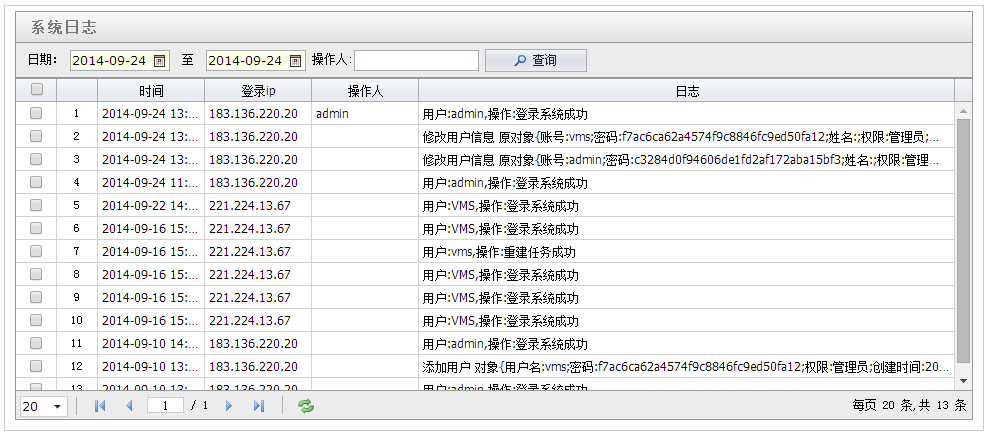 系统日志
日期: 2014-09-24 至 2014-09-24 操作人: 查询
时间 登录ip 操作人 日志
1 2014-09-24 13:... 183.136.220.20 admin 用户:admin,操作:登录系统成功
2 2014-09-24 13:... 183.136.220.20 修改用户信息 原对象{账号:vms;密码:f7ac6ca62a4574f9c8846fc9ed50fa12;姓名:;权限:管理员;...
3 2014-09-24 13:... 183.136.220.20 修改用户信息 原对象{账号:admin;密码:c3284d0f94606de1fd2af172aba15bf3;姓名:;权限:管理...
4 2014-09-24 11:... 183.136.220.20 用户:admin,操作:登录系统成功
5 2014-09-22 14:... 221.224.13.67 用户:VMS,操作:登录系统成功
6 2014-09-16 15:... 221.224.13.67 用户:VMS,操作:登录系统成功
7 2014-09-16 15:... 221.224.13.67 用户:vms,操作:重建任务成功
8 2014-09-16 15:... 221.224.13.67 用户:VMS,操作:登录系统成功
9 2014-09-16 15:... 221.224.13.67 用户:VMS,操作:登录系统成功
10 2014-09-16 15:... 221.224.13.67 用户:VMS,操作:登录系统成功
11 2014-09-10 14:... 183.136.220.20 用户:admin,操作:登录系统成功
12 2014-09-10 13:... 183.136.220.20 添加用户 对象{用户名:vms;密码:f7ac6ca62a4574f9c8846fc9ed50fa12;权限:管理员;创建时间:20...
13 2014-09-10 13:... 183.136.220.20 用户:admin,操作:登录系统成功
20 1 / 1 每页 20 条,共 13 条